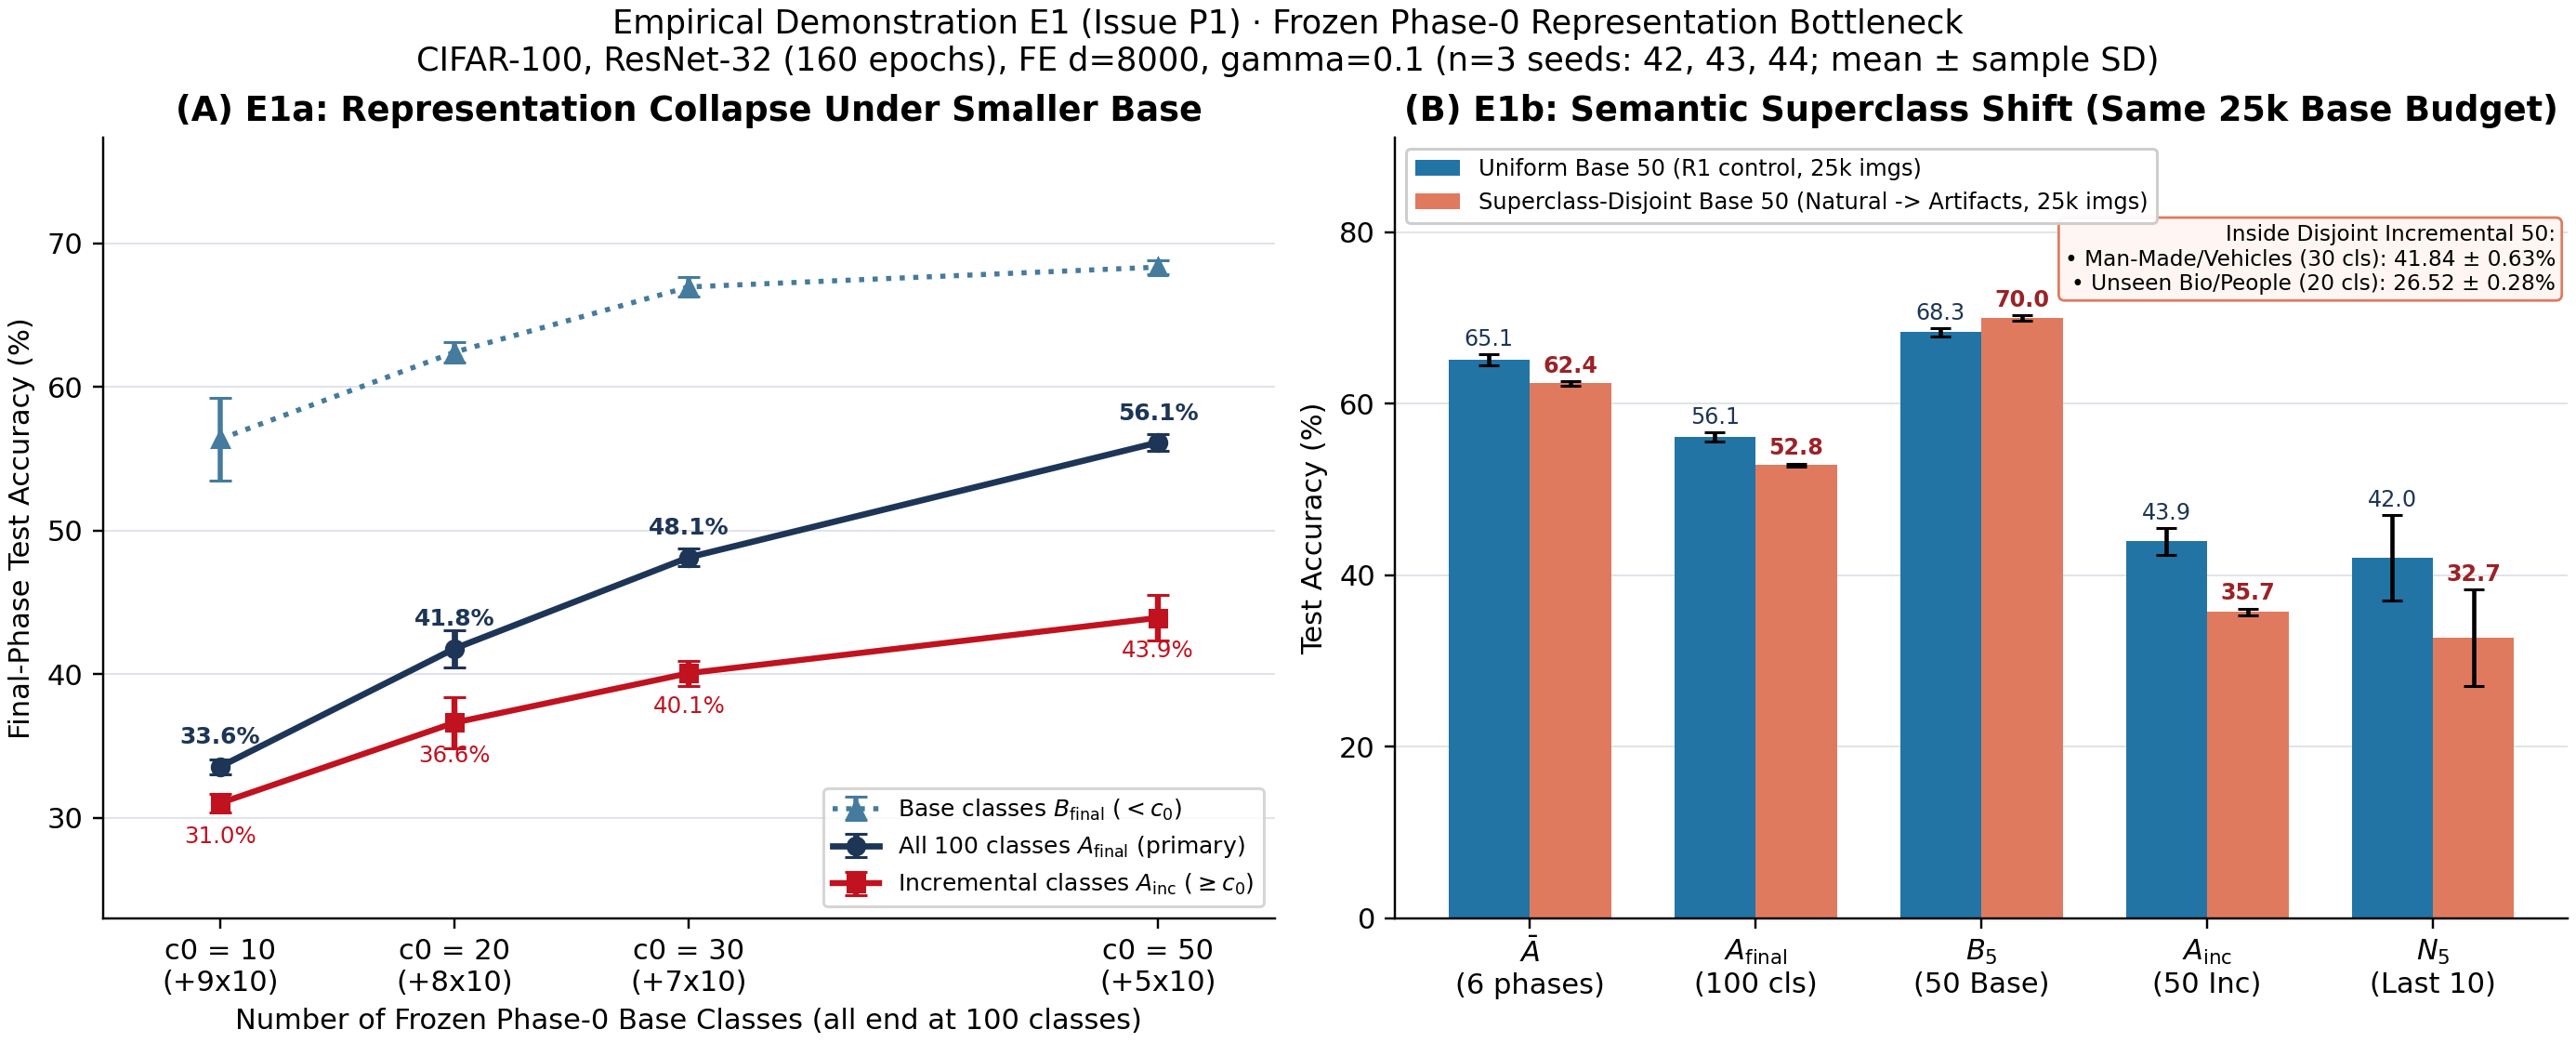 Empirical Demonstration E1 (Issue P1) · Frozen Phase-0 Representation Bottleneck
CIFAR-100, ResNet-32 (160 epochs), FE d=8000, gamma=0.1 (n=3 seeds: 42, 43, 44; mean ± sample SD)
(A) E1a: Representation Collapse Under Smaller Base
Final-Phase Test Accuracy (%)
70
60
50
40
30
56.1%
48.1%
41.8%
33.6%
43.9%
40.1%
36.6%
31.0%
Base classes B_final (< c_0)
All 100 classes A_final (primary)
Incremental classes A_inc (≥ c_0)
c0 = 10
(+9x10)
c0 = 20
(+8x10)
c0 = 30
(+7x10)
c0 = 50
(+5x10)
Number of Frozen Phase-0 Base Classes (all end at 100 classes)
(B) E1b: Semantic Superclass Shift (Same 25k Base Budget)
Uniform Base 50 (R1 control, 25k imgs)
Superclass-Disjoint Base 50 (Natural -> Artifacts, 25k imgs)
Inside Disjoint Incremental 50:
• Man-Made/Vehicles (30 cls): 41.84 ± 0.63%
• Unseen Bio/People (20 cls): 26.52 ± 0.28%
Test Accuracy (%)
80
60
40
20
0
65.1
62.4
56.1
52.8
68.3
70.0
43.9
35.7
42.0
32.7
Ā
(6 phases)
A_final
(100 cls)
B_5
(50 Base)
A_inc
(50 Inc)
N_5
(Last 10)